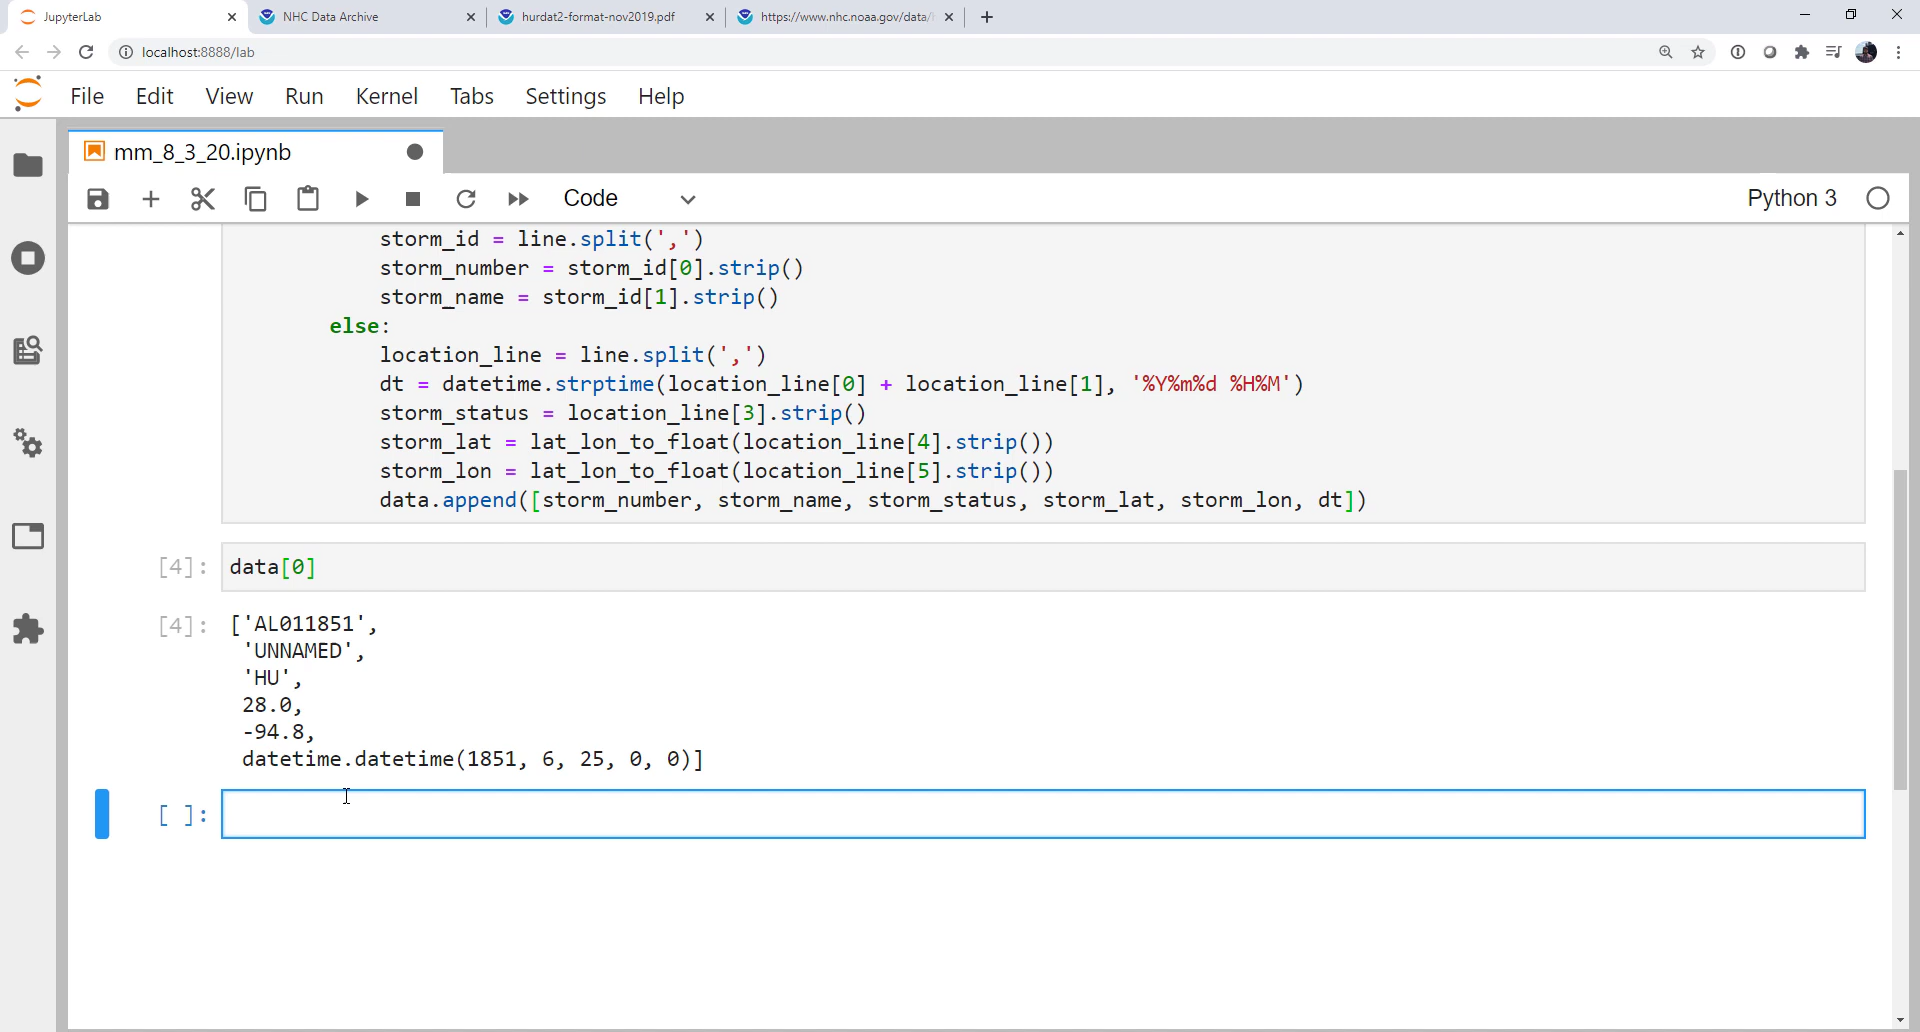 JupyterLab
NHC Data Archive
hurdat2-format-nov2019.pdf
https://www.nhc.noaa.gov/data/
localhost:8888/lab
File Edit View Run Kernel Tabs Settings Help
mm_8_3_20.ipynb
Code
Python 3
storm_id = line.split(',')
storm_number = storm_id[0].strip()
storm_name = storm_id[1].strip()
else:
location_line = line.split(',')
dt = datetime.strptime(location_line[0] + location_line[1], '%Y%m%d %H%M')
storm_status = location_line[3].strip()
storm_lat = lat_lon_to_float(location_line[4].strip())
storm_lon = lat_lon_to_float(location_line[5].strip())
data.append([storm_number, storm_name, storm_status, storm_lat, storm_lon, dt])
[4]: data[0]
[4]: ['AL011851',
'UNNAMED',
'HU',
28.0,
-94.8,
datetime.datetime(1851, 6, 25, 0, 0)]
[ ]: